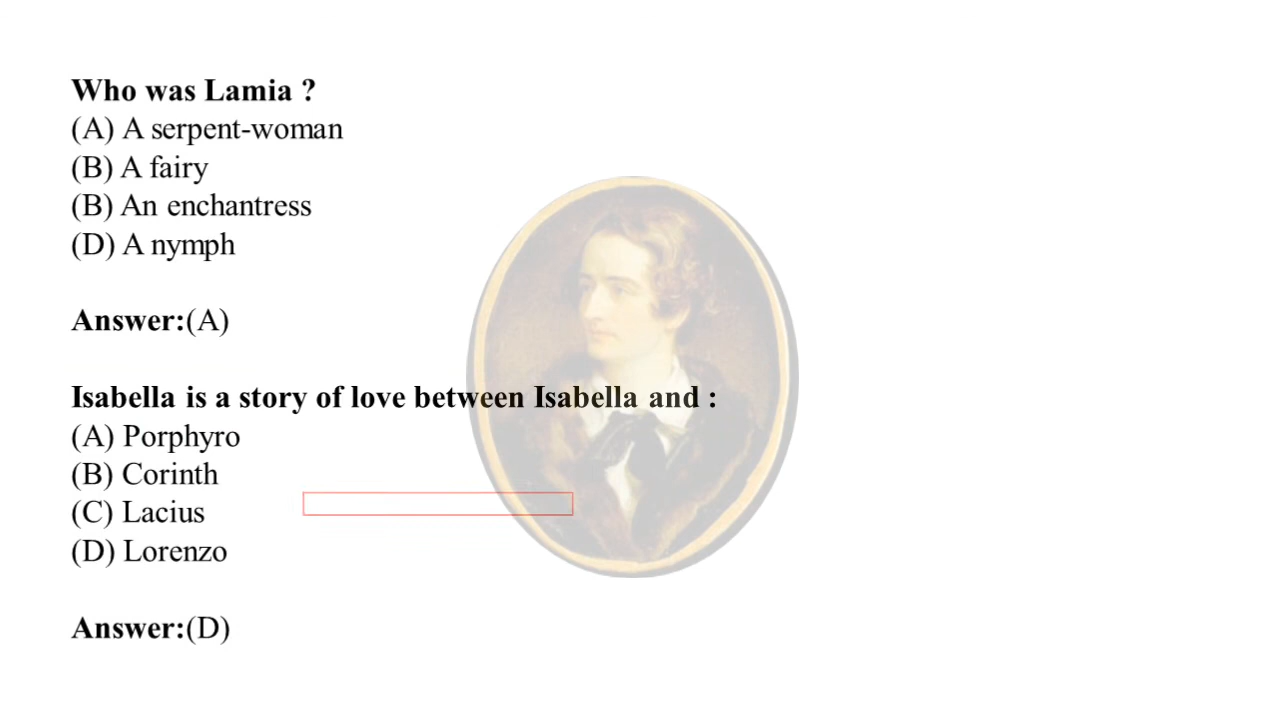 Who was Lamia ?
(A) A serpent-woman
(B) A fairy
(B) An enchantress
(D) A nymph
Answer:(A)
Isabella is a story of love between Isabella and :
(A) Porphyro
(B) Corinth
(C) Lacius
(D) Lorenzo
Answer:(D)